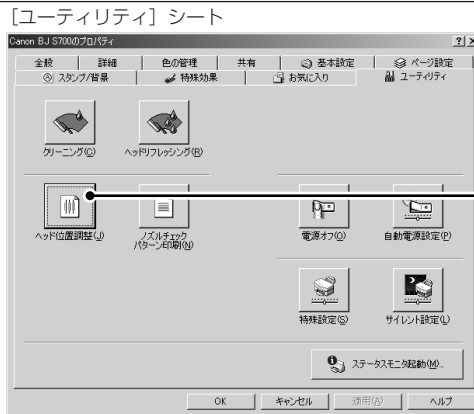 ［ユーティリティ］シート
Canon BJ S700のプロパティ
全般 詳細 色の管理 共有 基本設定 ページ設定
スタンプ/背景 特殊効果 お気に入り ユーティリティ
クリーニング(C) ヘッドリフレッシング(R)
ヘッド位置調整(J) ノズルチェック
パターン印刷(N) 電源オフ(O) 自動電源設定(P)
特殊設定(S) サイレント設定(L)
ステータスモニタ起動(M)...
OK キャンセル 適用(A) ヘルプ